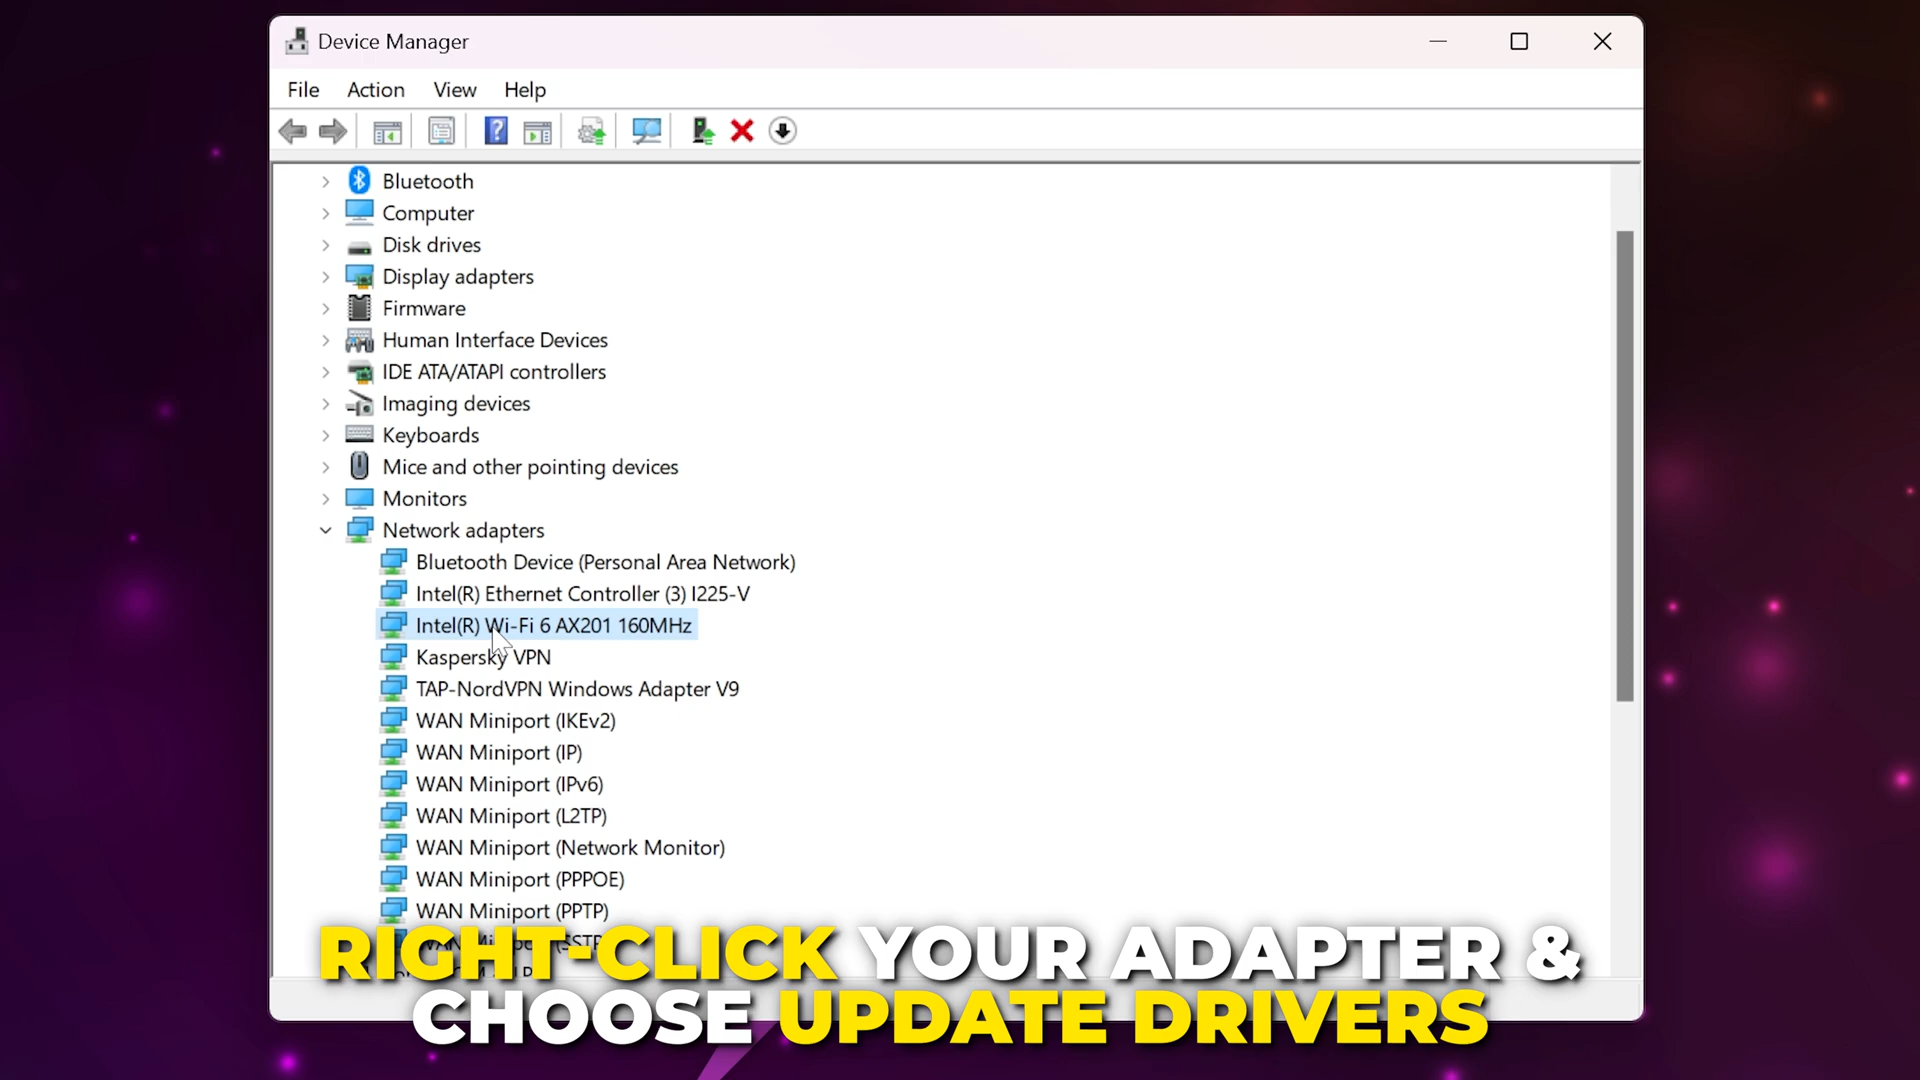 Device Manager
File Action View Help
Bluetooth
Computer
Disk drives
Display adapters
Firmware
Human Interface Devices
IDE ATA/ATAPI controllers
Imaging devices
Keyboards
Mice and other pointing devices
Monitors
Network adapters
Bluetooth Device (Personal Area Network)
Intel(R) Ethernet Controller (3) I225-V
Intel(R) Wi-Fi 6 AX201 160MHz
Kaspersky VPN
TAP-NordVPN Windows Adapter V9
WAN Miniport (IKEv2)
WAN Miniport (IP)
WAN Miniport (IPv6)
WAN Miniport (L2TP)
WAN Miniport (Network Monitor)
WAN Miniport (PPPOE)
WAN Miniport (PPTP)
RIGHT-CLICK YOUR ADAPTER &
CHOOSE UPDATE DRIVERS